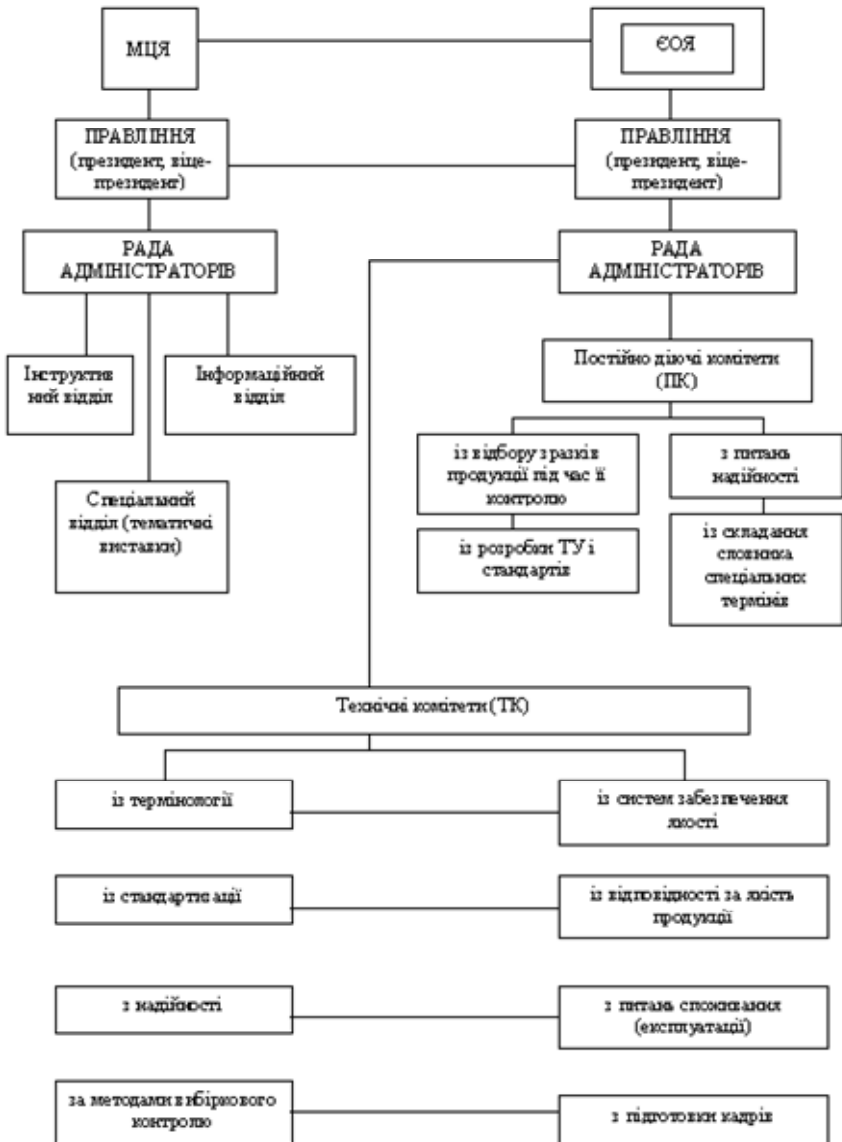 МЦЯ
ЄОЯ
ПРАВЛІННЯ
(президент, віце-
президент)
ПРАВЛІННЯ
(президент, віце-
президент)
РАДА
АДМІНІСТРАТОРІВ
РАДА
АДМІНІСТРАТОРІВ
Інструктив
ний відділ
Інформаційний
відділ
Спеціальний
відділ (тематичні
виставки)
Постійно діючі комітети
(ПК)
із відбору зразків
продукції під час її
контролю
з питань
надійності
із розробки ТУ і
стандартів
із складання
словника
спеціальних
термінів
Технічні комітети (ТК)
із термінології
із систем забезпечення
якості
із стандартизації
із відповідності за якість
продукції
з надійності
з питань споживання
(експлуатації)
за методами вибіркового
контролю
з підготовки кадрів